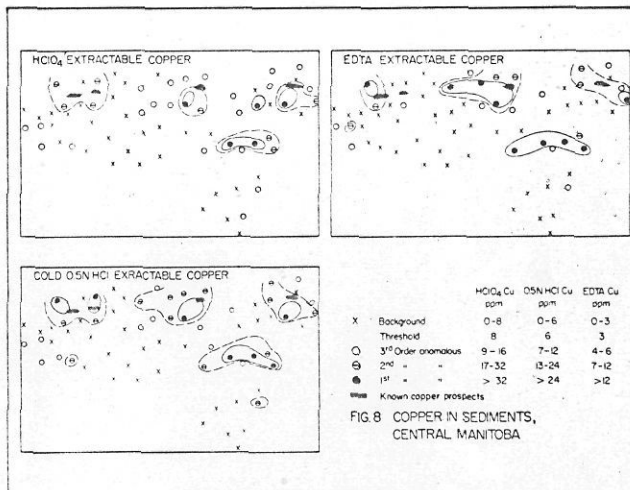 HClO4 EXTRACTABLE COPPER
EDTA EXTRACTABLE COPPER
COLD 0.5N HCl EXTRACTABLE COPPER
HClO4 Cu 0.5N HCl Cu EDTA Cu
ppm ppm ppm
x Background 0-8 0-6 0-3
Threshold 8 6 3
3rd Order anomalous 9-16 7-12 4-6
2nd " " 17-32 13-24 7-12
1st " " > 32 > 24 >12
Known copper prospects
FIG. 8 COPPER IN SEDIMENTS,
CENTRAL MANITOBA